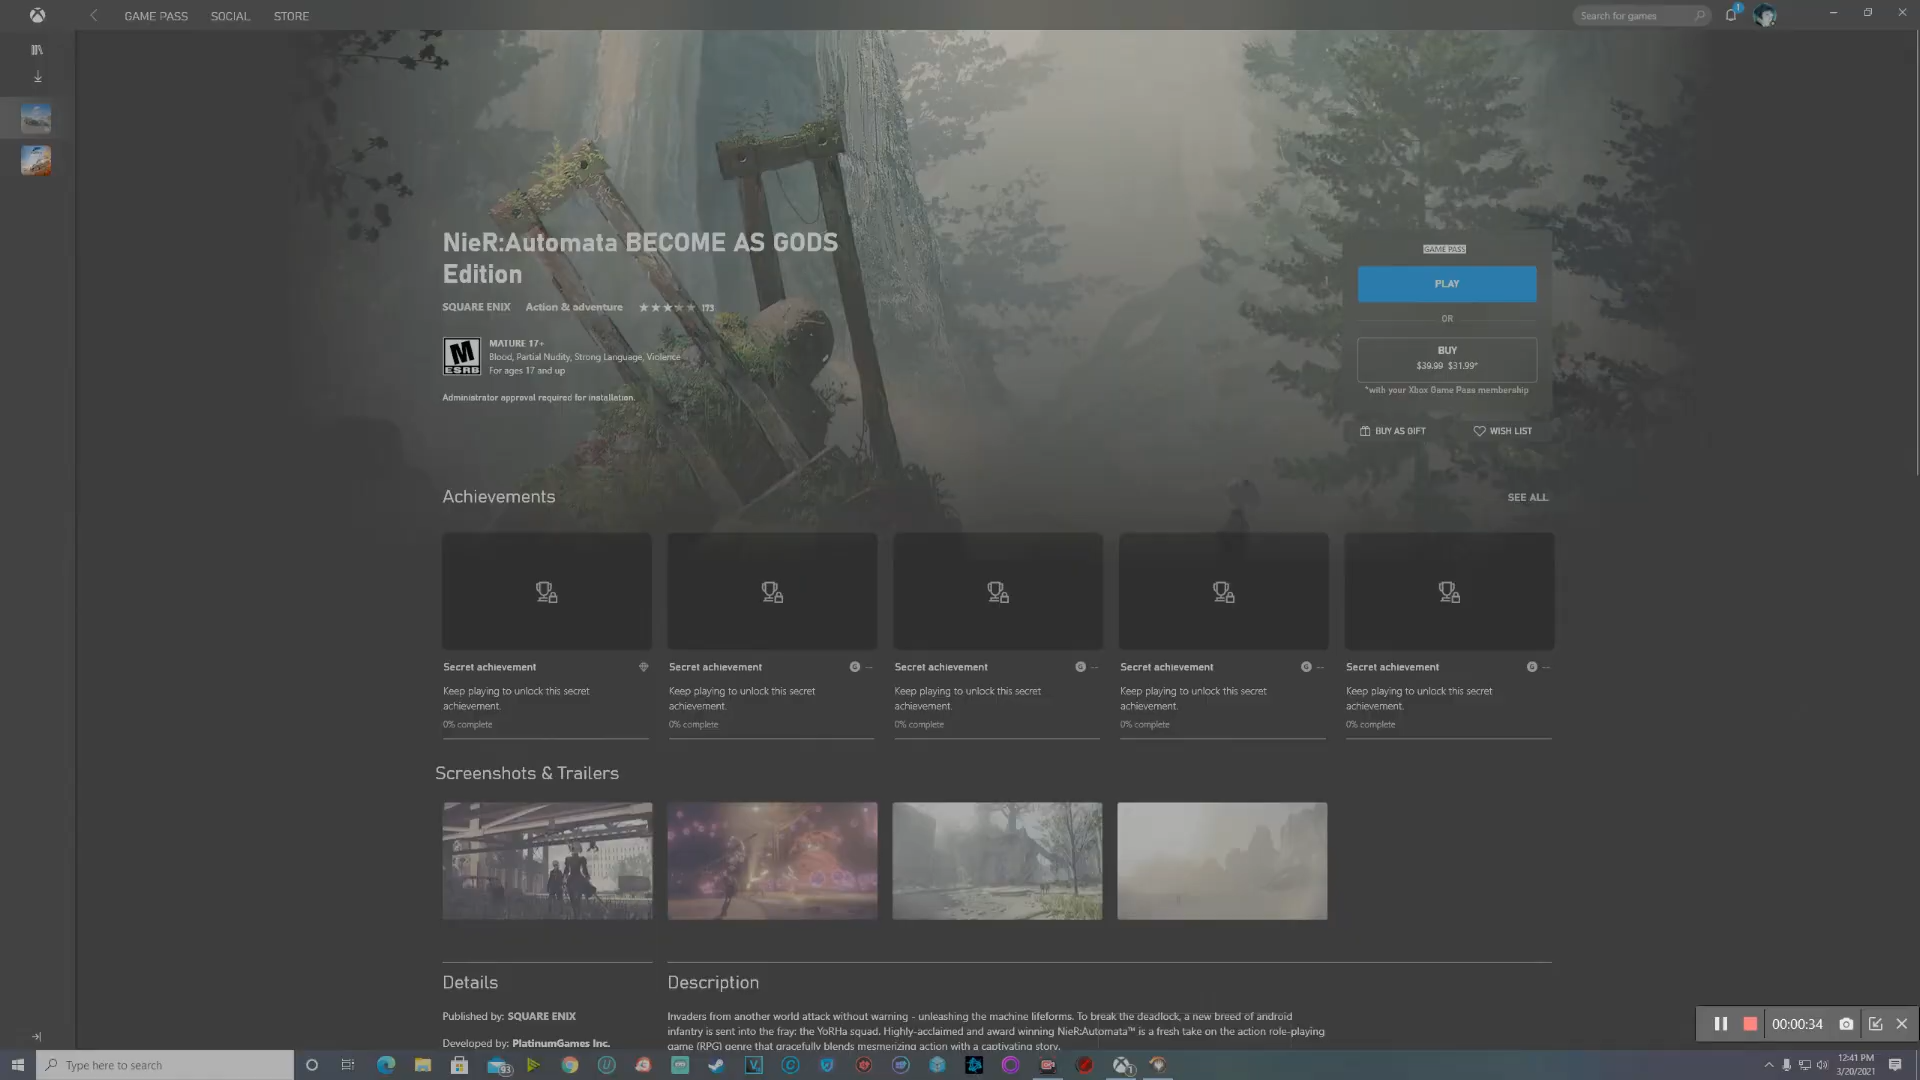 GAME PASS SOCIAL STORE
Search for games
1
NieR:Automata BECOME AS GODS
Edition
SQUARE ENIX Action & adventure
M
ESRB
MATURE 17+
Blood, Partial Nudity, Strong Language, Violence
For ages 17 and up
Administrator approval required for installation.
GAME PASS
PLAY
OR
BUY
$39.99 $31.99*
*with your Xbox Game Pass membership
BUY AS GIFT WISH LIST
Achievements SEE ALL
Secret achievement Secret achievement G -- Secret achievement G -- Secret achievement G -- Secret achievement G --
Keep playing to unlock this secret Keep playing to unlock this secret Keep playing to unlock this secret Keep playing to unlock this secret Keep playing to unlock this secret
achievement. achievement. achievement. achievement. achievement.
0% complete 0% complete 0% complete 0% complete 0% complete
Screenshots & Trailers
Details
Published by: SQUARE ENIX
Developed by: PlatinumGames Inc.
Description
Invaders from another world attack without warning - unleashing the machine lifeforms. To break the deadlock, a new breed of android
infantry is sent into the fray: the YoRHa squad. Highly-acclaimed and award winning NieR:Automata™ is a fresh take on the action role-playing
game (RPG) genre that gracefully blends mesmerizing action with a captivating story.
00:00:34
Type here to search
93
1
12:41 PM
3/20/2021